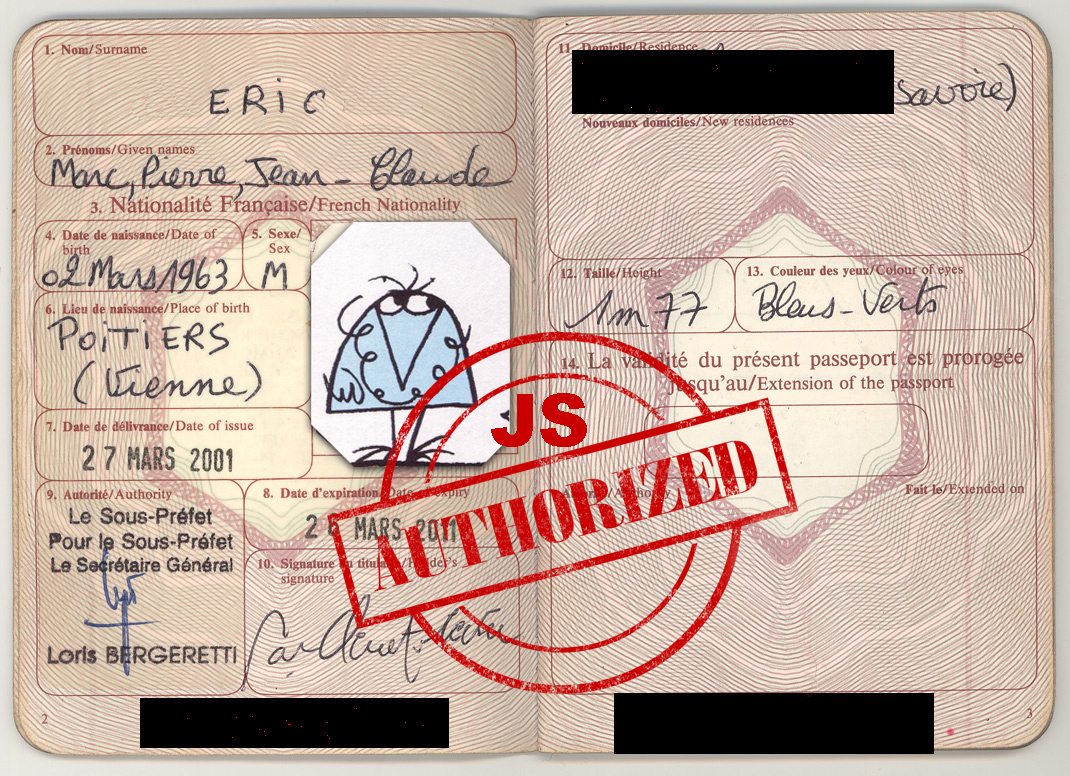 1. Nom/Surname
ERIC
2. Prénoms/Given names
Marc, Pierre, Jean-Claude
3. Nationalité Française/French Nationality
4. Date de naissance/Date of
birth
02 Mars 1963
5. Sexe/
Sex
M
6. Lieu de naissance/Place of birth
POITIERS
(Vienne)
7. Date de délivrance/Date of issue
27 MARS 2001
9. Autorité/Authority
Le Sous-Préfet
Pour le Sous-Préfet
Le Secrétaire Général
Loris BERGERETTI
8. Date d'expiration/Date of expiry
26 MARS 2011
10. Signature du titulaire/Holder's
signature
2
11. Domicile/Residence
savoie)
Nouveaux domiciles/New residences
12. Taille/Height
1m77
13. Couleur des yeux/Colour of eyes
Bleus-Verts
14. La validité du présent passeport est prorogée
jusqu'au/Extension of the passport
Fait le/Extended on
3
JS
AUTHORIZED